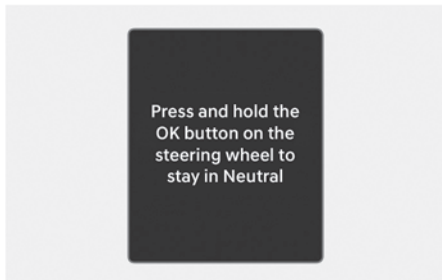 Press and hold the
OK button on the
steering wheel to
stay in Neutral